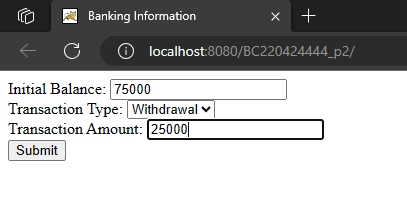 Banking Information
localhost:8080/BC220424444_p2/
Initial Balance: 75000
Transaction Type: Withdrawal
Transaction Amount: 25000
Submit